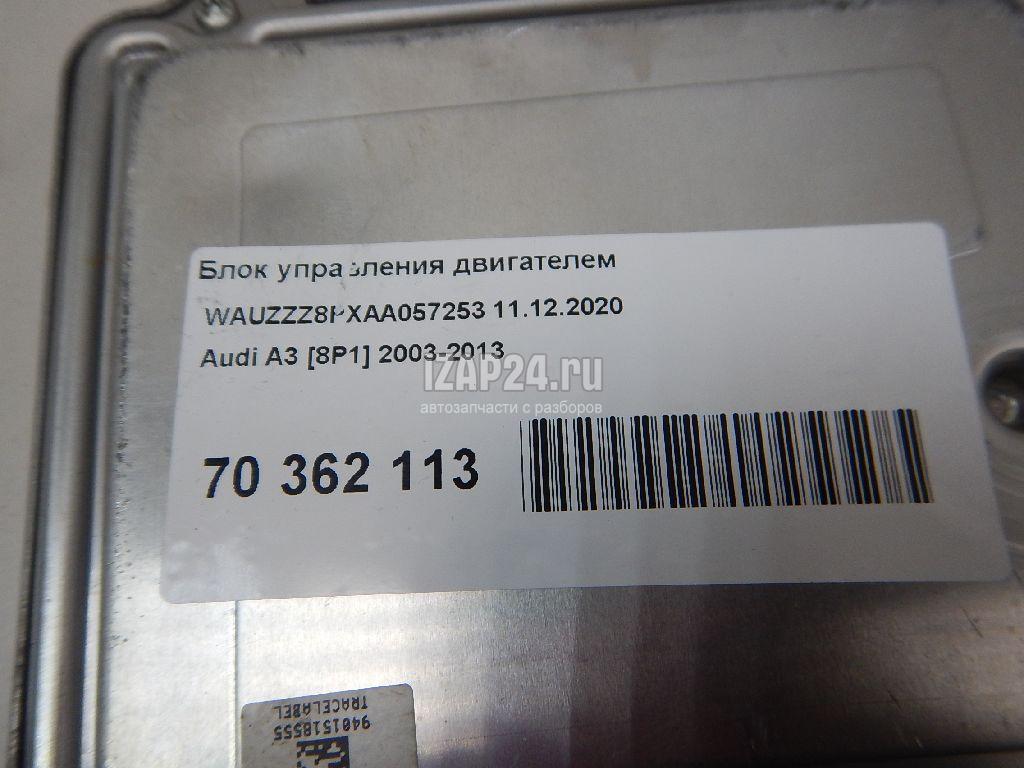 Блок управления двигателем
WAUZZZ8PXAA057253 11.12.2020
Audi A3 [8P1] 2003-2013
IZAP24.ru
автозапчасти с разборов
70 362 113
TRACELABEL
9401518555